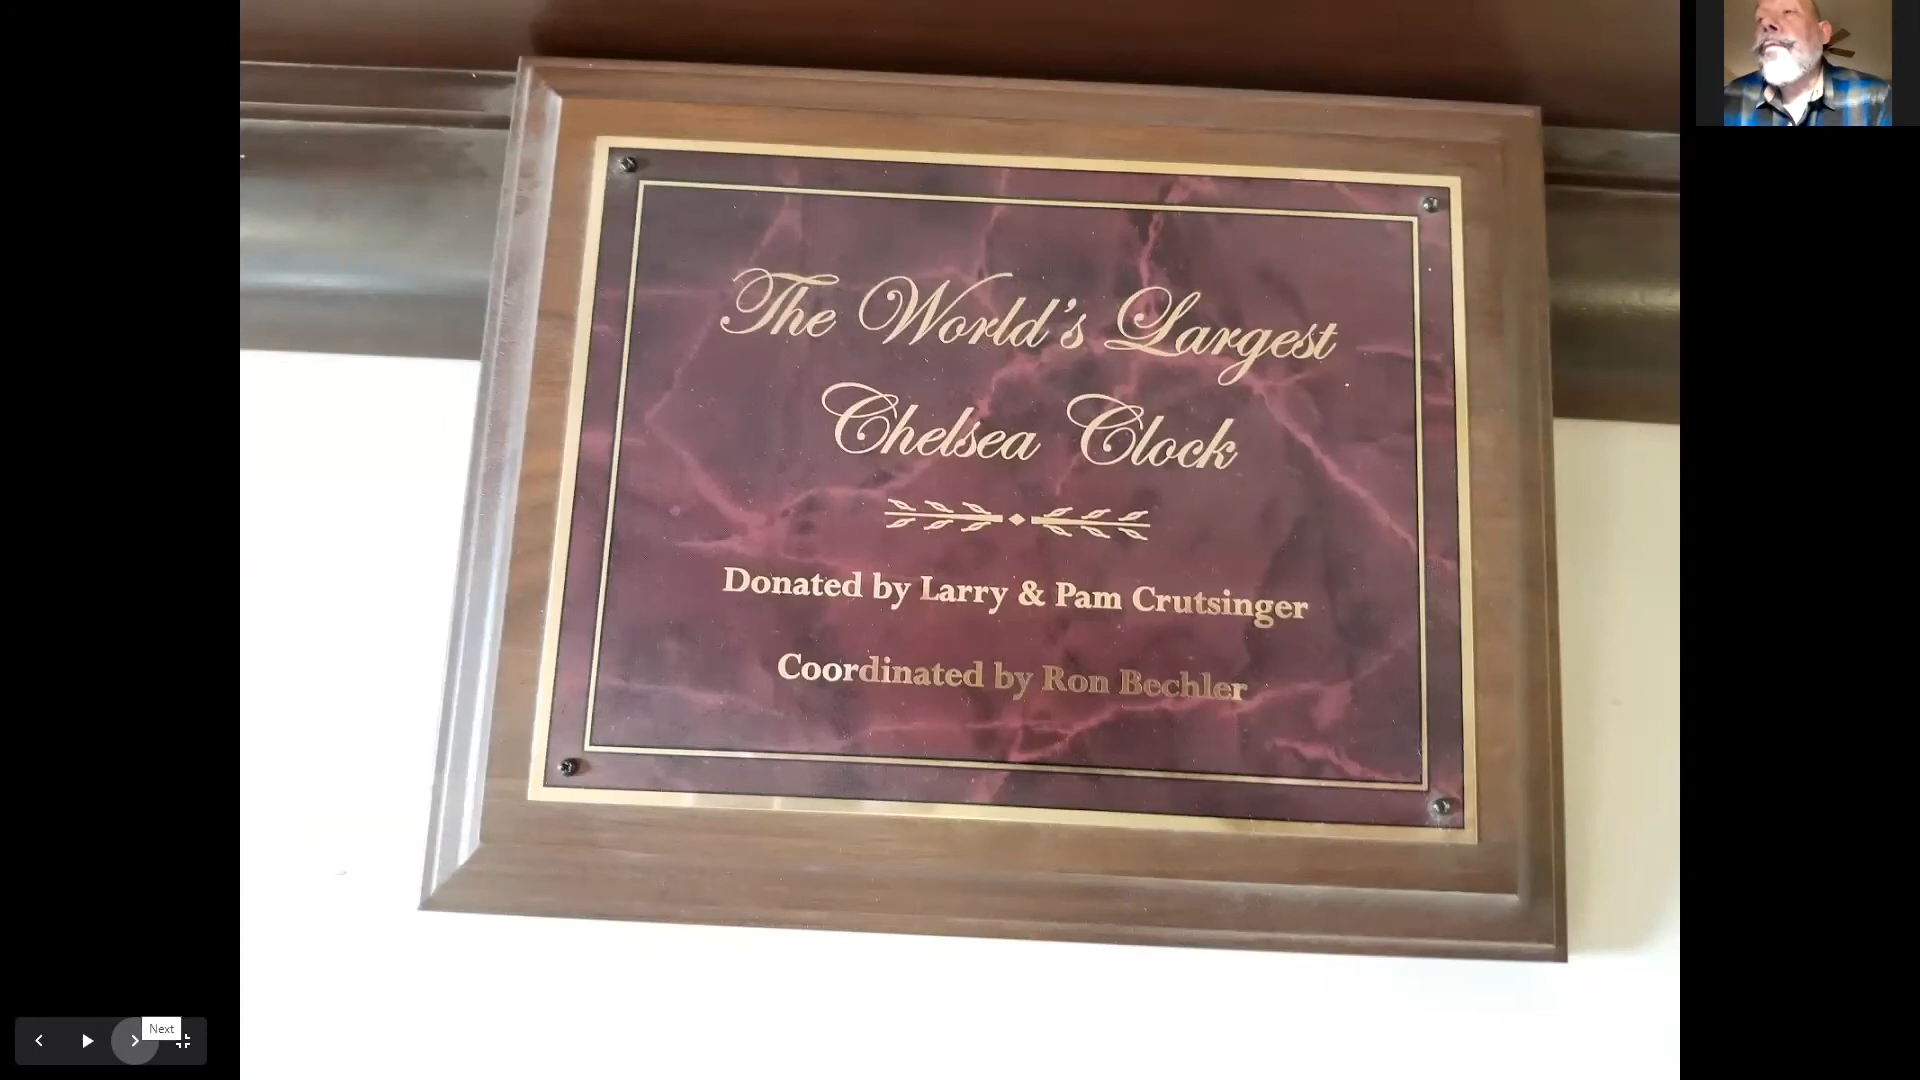 The World's Largest
Chelsea Clock
Donated by Larry & Pam Crutsinger
Coordinated by Ron Bechler
Next